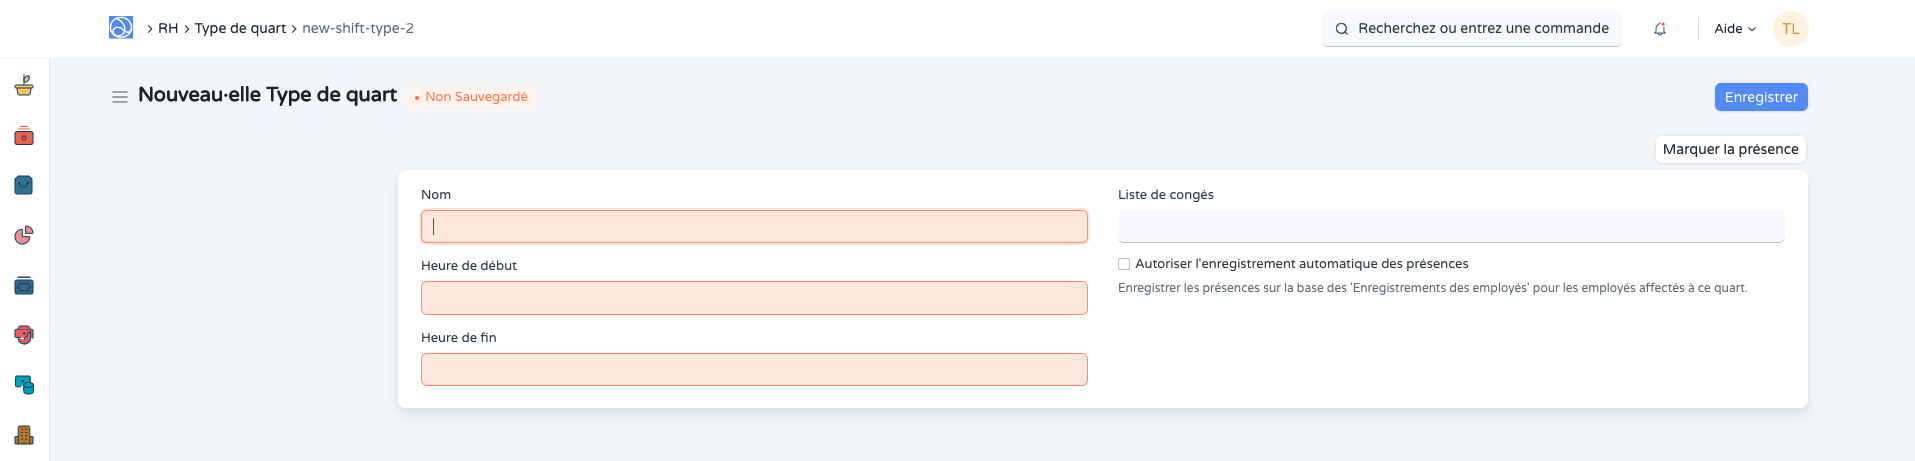 RH > Type de quart > new-shift-type-2
Recherchez ou entrez une commande
Aide
TL
Nouveau·elle Type de quart
• Non Sauvegardé
Enregistrer
Marquer la présence
Nom
Heure de début
Heure de fin
Liste de congés
Autoriser l'enregistrement automatique des présences
Enregistrer les présences sur la base des 'Enregistrements des employés' pour les employés affectés à ce quart.